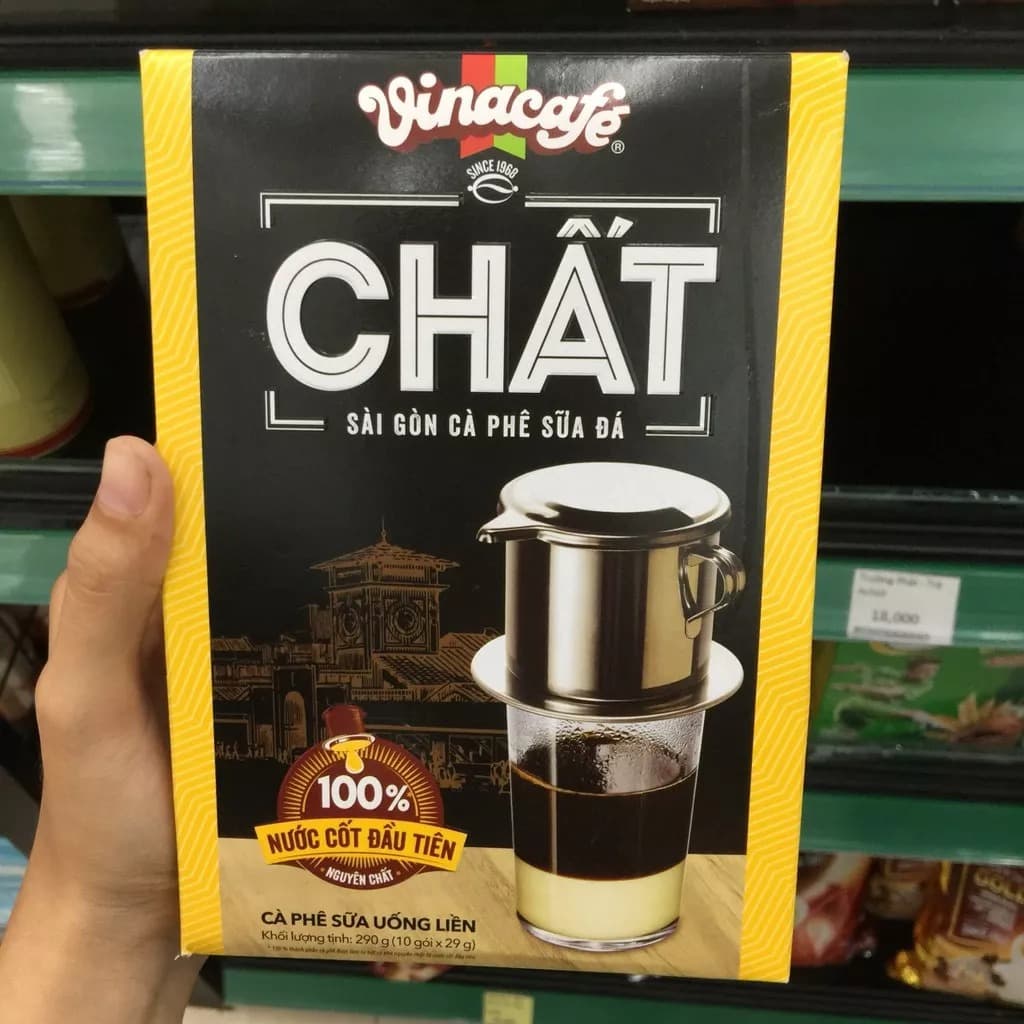 Vinacafé®
SINCE 1968
CHẤT
SÀI GÒN CÀ PHÊ SỮA ĐÁ
100%
NƯỚC CỐT ĐẦU TIÊN
NGUYÊN CHẤT
CÀ PHÊ SỮA UỐNG LIỀN
Khối lượng tịnh: 290 g (10 gói x 29 g)
18,000
GOLD